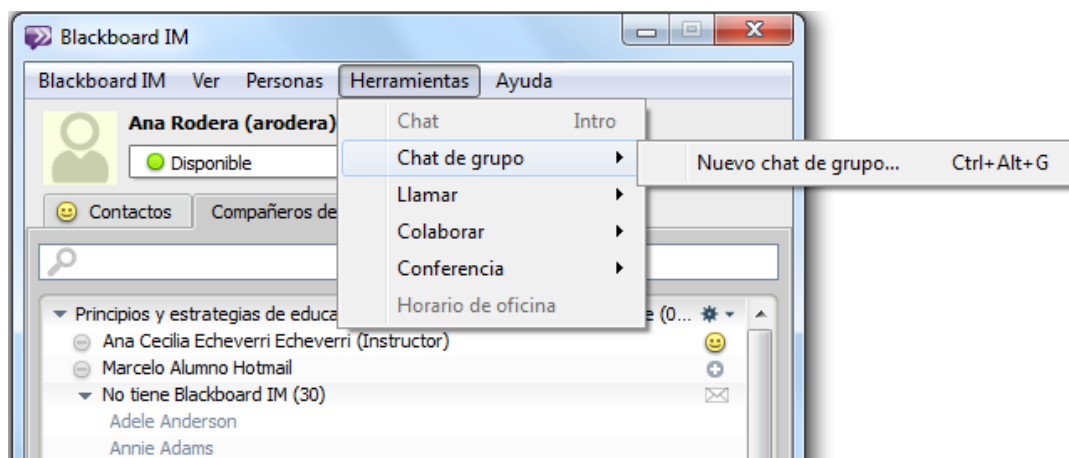 Blackboard IM
Blackboard IM Ver Personas Herramientas Ayuda
Ana Rodera (arodera)
Disponible
Chat Intro
Chat de grupo
Nuevo chat de grupo... Ctrl+Alt+G
Llamar
Colaborar
Conferencia
Horario de oficina
Contactos Compañeros de
Principios y estrategias de educa (0...
Ana Cecilia Echeverri Echeverri (Instructor)
Marcelo Alumno Hotmail
No tiene Blackboard IM (30)
Adele Anderson
Annie Adams